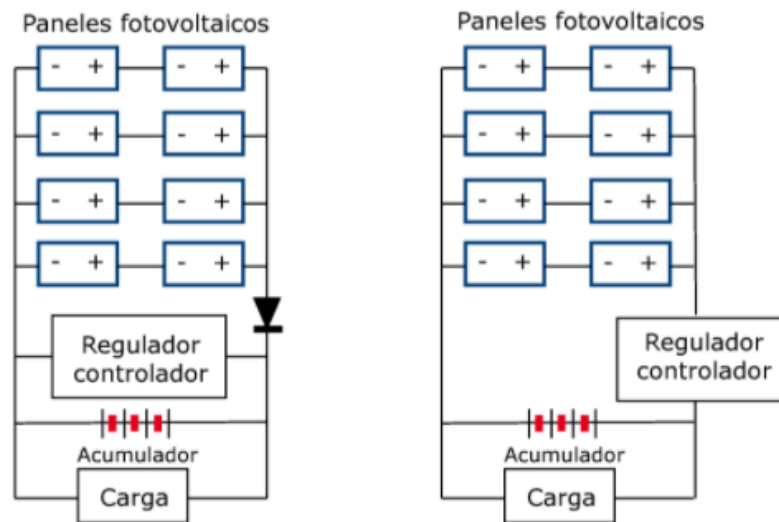 Paneles fotovoltaicos
- + - +
- + - +
- + - +
- + - +
Regulador
controlador
Acumulador
Carga
Paneles fotovoltaicos
- + - +
- + - +
- + - +
- + - +
Regulador
controlador
Acumulador
Carga